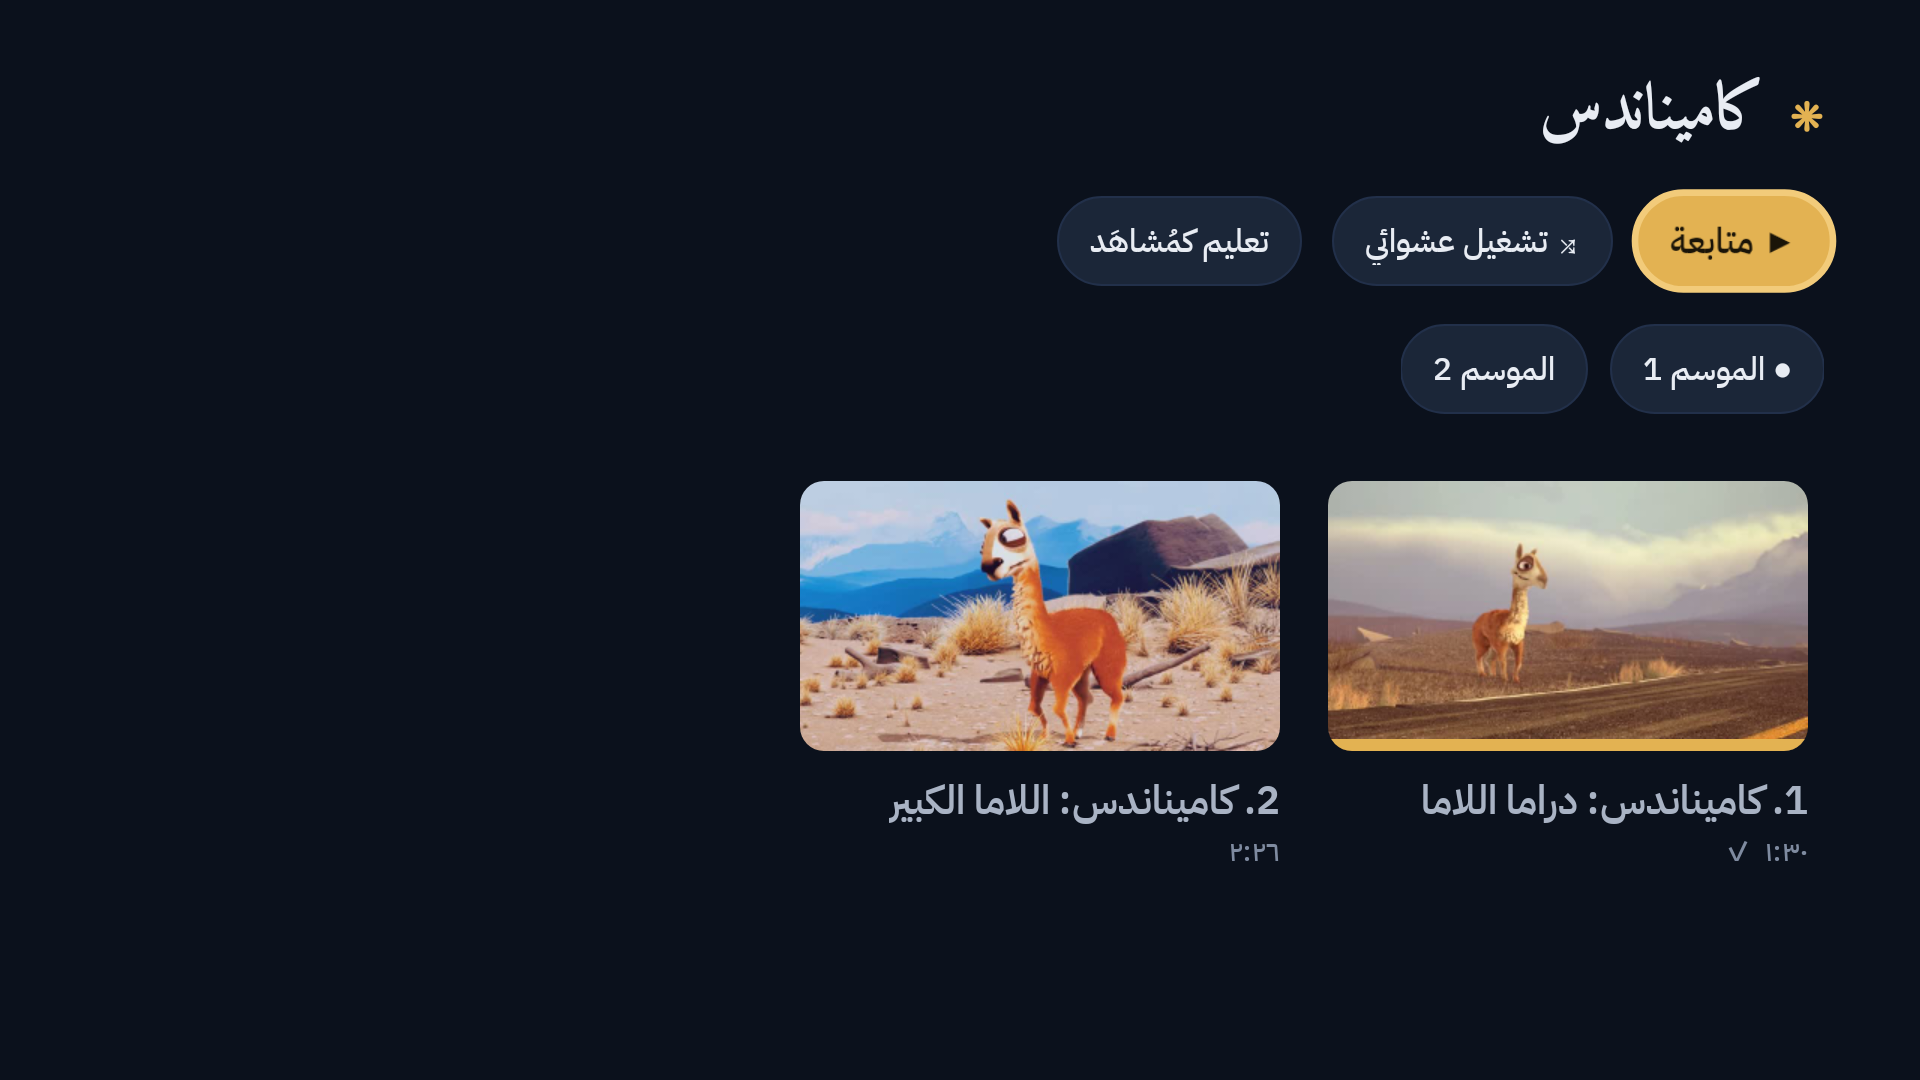 كاميناندس
▶ متابعة
⤨ تشغيل عشوائي
تعليم كمُشاهَد
● الموسم 1
الموسم 2
1. كاميناندس: دراما اللاما
١:٣٠ ✓
2. كاميناندس: اللاما الكبير
٢:٢٦